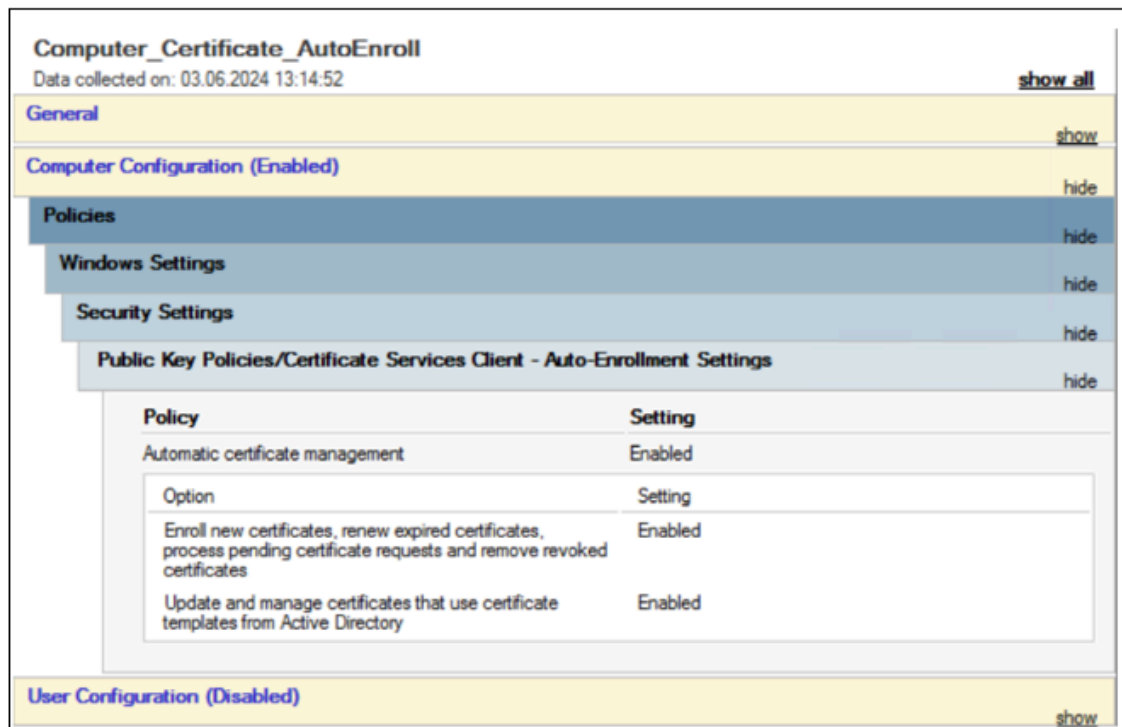 Computer_Certificate_AutoEnroll
Data collected on: 03.06.2024 13:14:52
show all
General
show
Computer Configuration (Enabled)
hide
Policies
hide
Windows Settings
hide
Security Settings
hide
Public Key Policies/Certificate Services Client - Auto-Enrollment Settings
hide
Policy Setting
Automatic certificate management Enabled
Option Setting
Enroll new certificates, renew expired certificates, Enabled
process pending certificate requests and remove revoked
certificates
Update and manage certificates that use certificate Enabled
templates from Active Directory
User Configuration (Disabled)
show